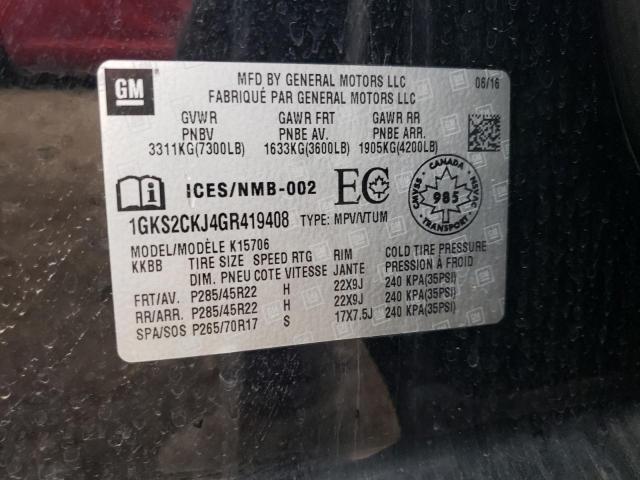 GM
MFD BY GENERAL MOTORS LLC 06/16
FABRIQUÉ PAR GENERAL MOTORS LLC
GVWR GAWR FRT GAWR RR
PNBV PNBE AV. PNBE ARR.
3311KG(7300LB) 1633KG(3600LB) 1905KG(4200LB)
ICES/NMB-002 EC
CANADA
CMVSS 985 NSVAC
TRANSPORT
1GKS2CKJ4GR419408 TYPE: MPV/VTUM
MODEL/MODÈLE K15706
KKBB TIRE SIZE SPEED RTG RIM COLD TIRE PRESSURE
DIM. PNEU COTE VITESSE JANTE PRESSION À FROID
FRT/AV. P285/45R22 H 22X9J 240 KPA(35PSI)
RR/ARR. P285/45R22 H 22X9J 240 KPA(35PSI)
SPA/SOS P265/70R17 S 17X7.5J 240 KPA(35PSI)